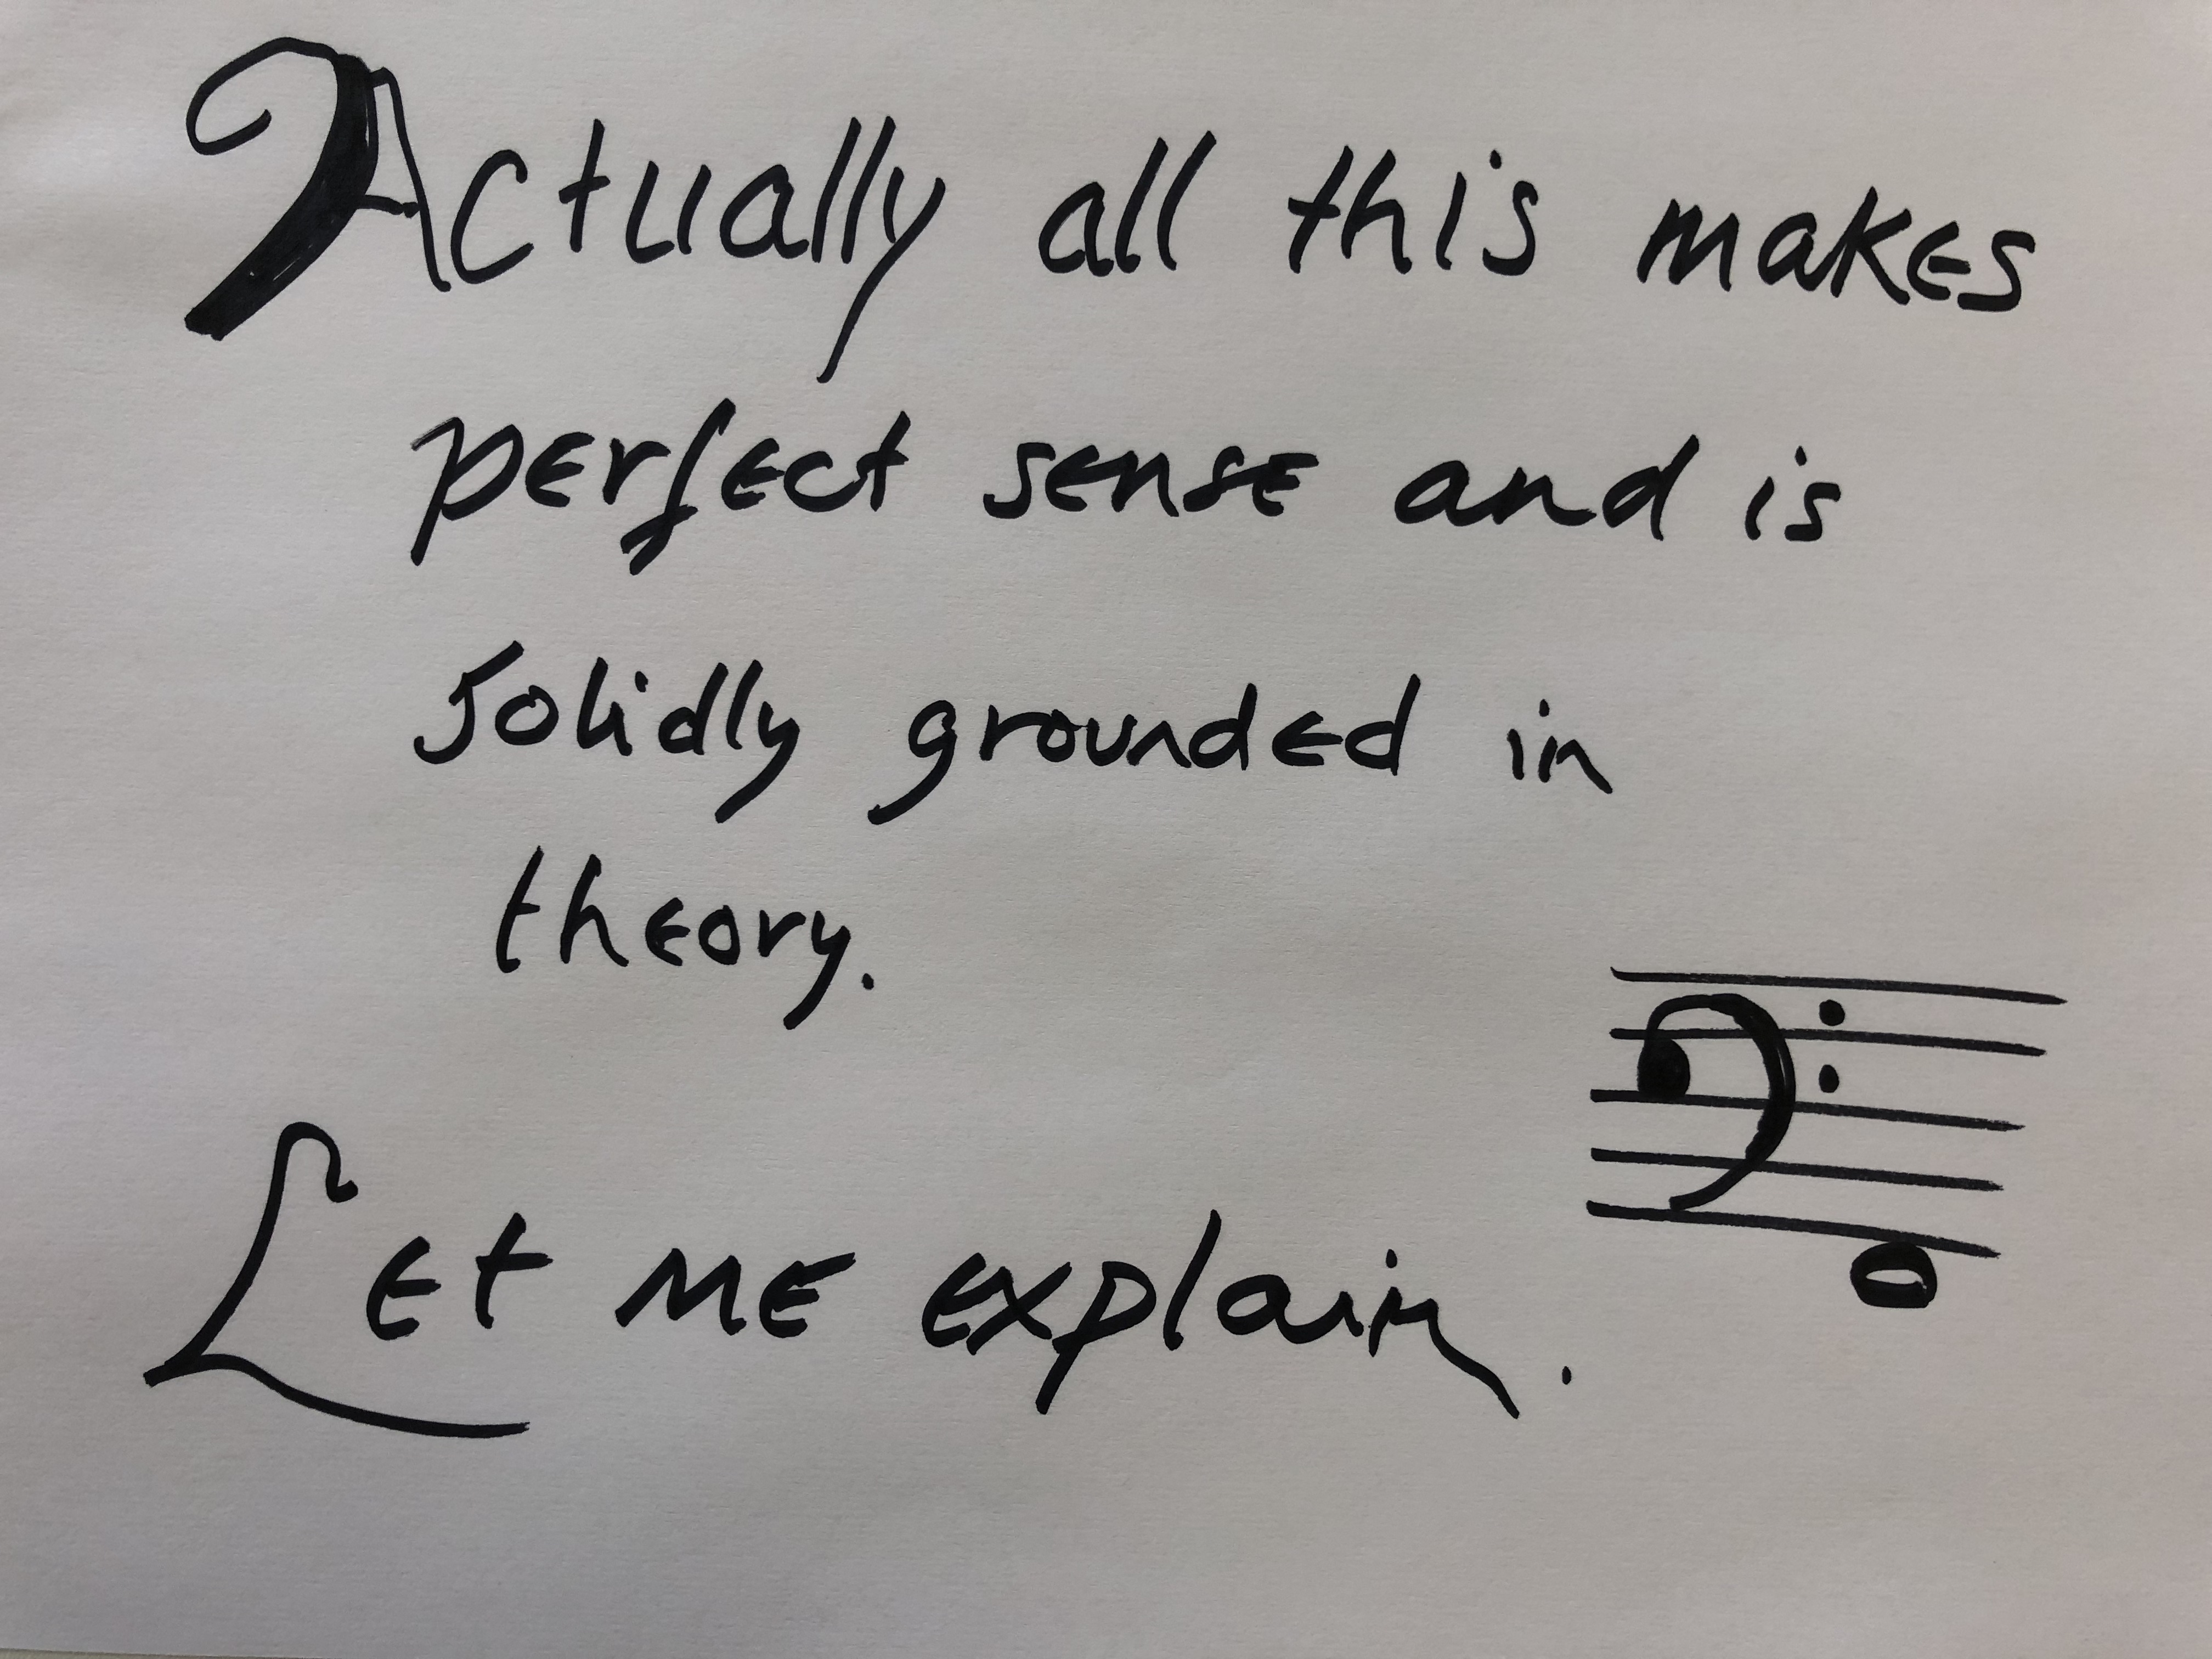 Actually all this makes
perfect sense and is
solidly grounded in
theory.
Let me explain.